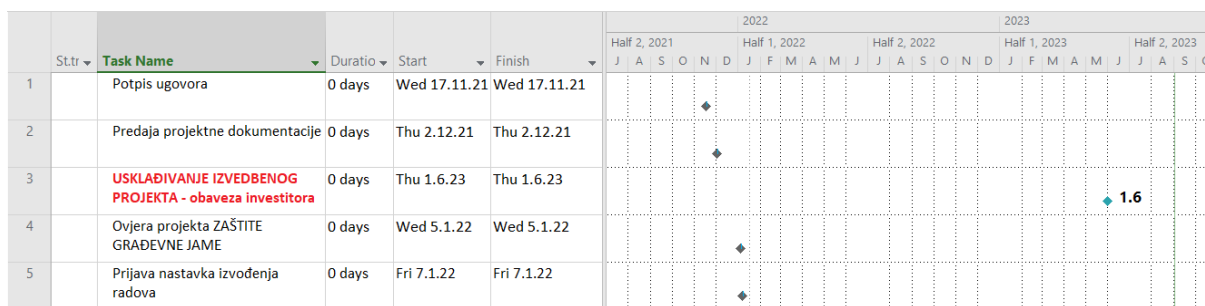 2022 2023
Half 2, 2021 Half 1, 2022 Half 2, 2022 Half 1, 2023 Half 2, 2023
St.tr Task Name Duratio Start Finish J A S O N D J F M A M J J A S O N D J F M A M J J A S
1 Potpis ugovora 0 days Wed 17.11.21 Wed 17.11.21
2 Predaja projektne dokumentacije 0 days Thu 2.12.21 Thu 2.12.21
3 USKLAĐIVANJE IZVEDBENOG 0 days Thu 1.6.23 Thu 1.6.23
PROJEKTA - obaveza investitora 1.6
4 Ovjera projekta ZAŠTITE 0 days Wed 5.1.22 Wed 5.1.22
GRAĐEVNE JAME
5 Prijava nastavka izvođenja 0 days Fri 7.1.22 Fri 7.1.22
radova